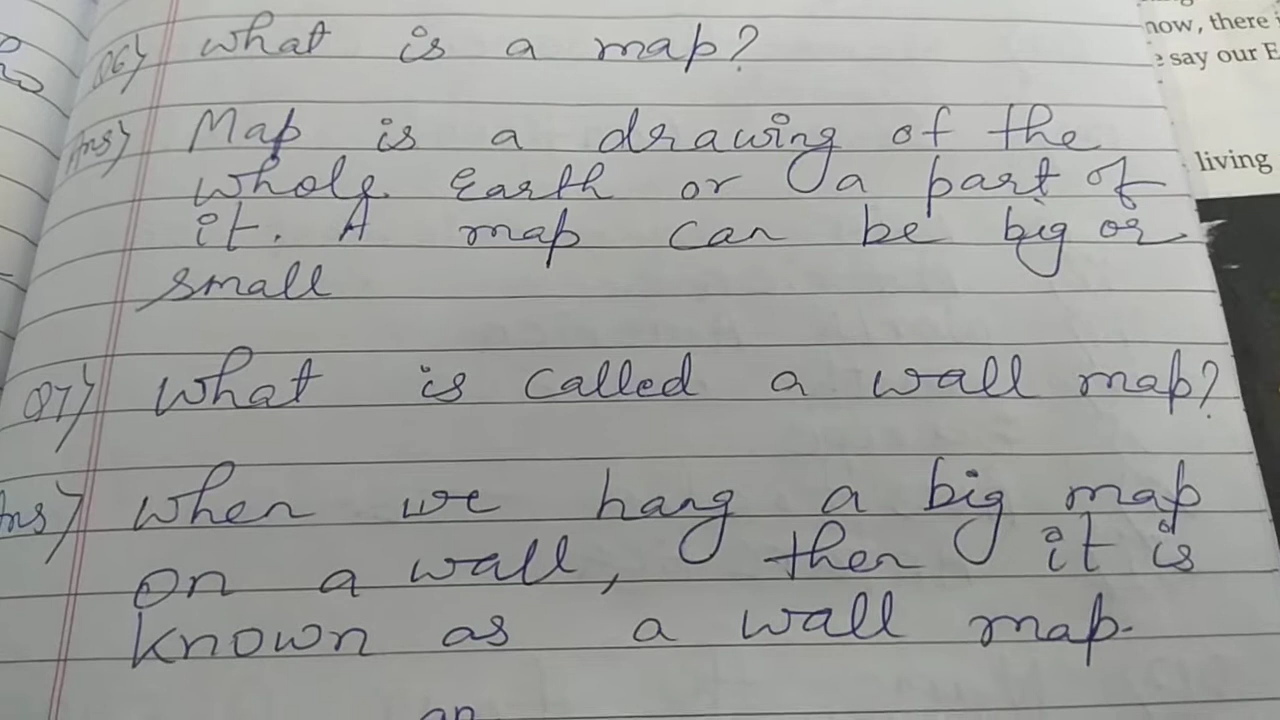 Q6) What is a map?
now, there i
e say our E
Ans) Map is a drawing of the
whole Earth or a part of
living
it. A map can be big or
small
Q7) What is called a wall map?
Ans) When we hang a big map
on a wall, then it is
known as a wall map.